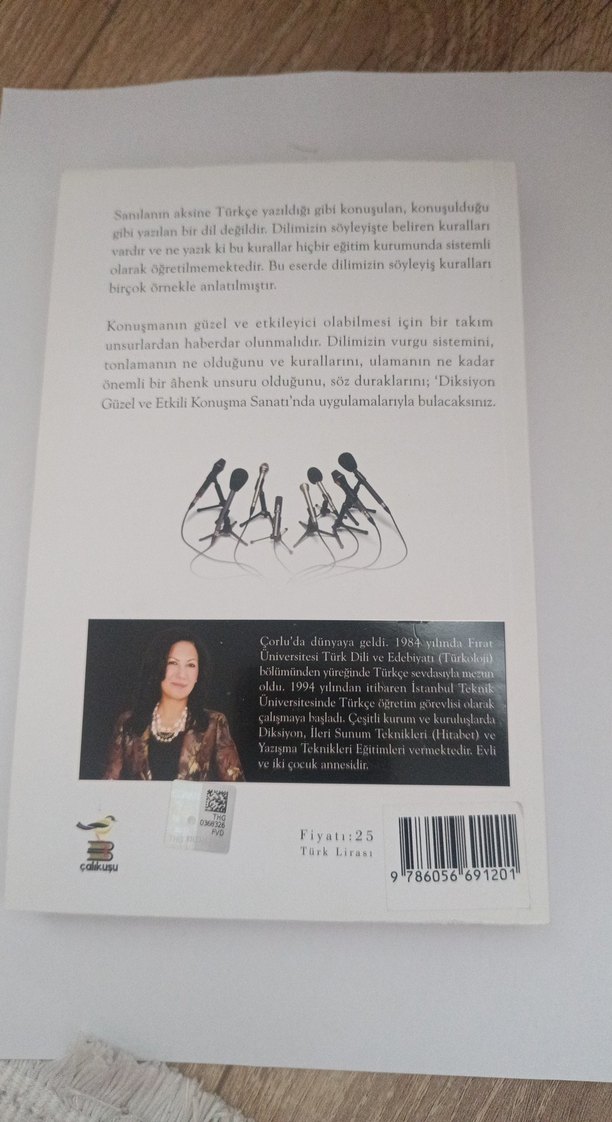 Sanılanın aksine Türkçe yazıldığı gibi konuşulan, konuşulduğu
gibi yazılan bir dil değildir. Dilimizin söyleyişte beliren kuralları
vardır ve ne yazık ki bu kurallar hiçbir eğitim kurumunda sistemli
olarak öğretilmemektedir. Bu eserde dilimizin söyleyiş kuralları
birçok örnekle anlatılmıştır.
Konuşmanın güzel ve etkileyici olabilmesi için bir takım
unsurlardan haberdar olunmalıdır. Dilimizin vurgu sistemini,
tonlamanın ne olduğunu ve kurallarını, ulamanın ne kadar
önemli bir âhenk unsuru olduğunu, söz duraklarını; ‘Diksiyon
Güzel ve Etkili Konuşma Sanatı’nda uygulamalarıyla bulacaksınız.
Çorlu’da dünyaya geldi. 1984 yılında Fırat
Üniversitesi Türk Dili ve Edebiyatı (Türkoloji)
bölümünden yüreğinde Türkçe sevdasıyla mezun
oldu. 1994 yılından itibaren İstanbul Teknik
Üniversitesinde Türkçe öğretim görevlisi olarak
çalışmaya başladı. Çeşitli kurum ve kuruluşlarda
Diksiyon, İleri Sunum Teknikleri (Hitabet) ve
Yazışma Teknikleri Eğitimleri vermektedir. Evli
ve iki çocuk annesidir.
çalıkuşu
THG
0360326
FVD
Fiyatı:25
Türk Lirası
9 786056 691201